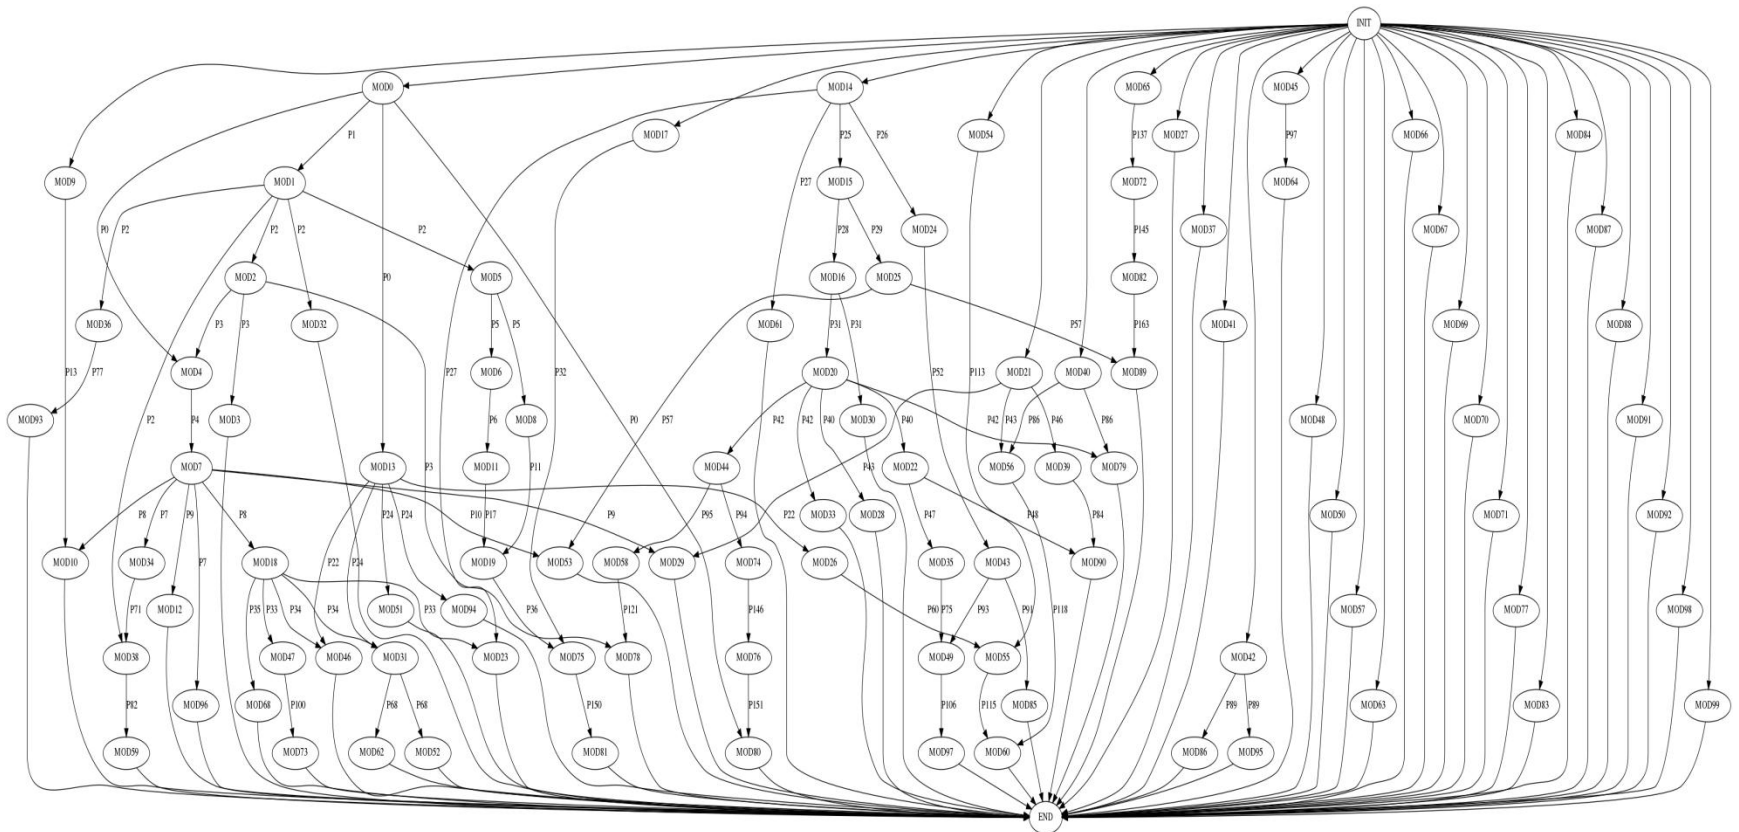 INIT
MOD0 MOD14 MOD65 MOD45
P1 P25 P26 P137 P97
MOD17 MOD54 MOD27 MOD66 MOD84
MOD9 MOD1 P27 MOD15 MOD72 MOD64
P0 P2 P2 P2 P2 P28 P29 MOD24 P145 MOD37 MOD67 MOD87
P0 MOD2 MOD5 MOD16 MOD25 MOD82
MOD36 P3 P3 MOD32 P5 P5 MOD61 P31 P31 P57 P163 MOD41 MOD69 MOD88
P13 P77 MOD4 MOD6 P27 P32 P52 P113 MOD20 MOD21 MOD40 MOD89
MOD93 P2 P4 MOD3 P6 MOD8 P0 P57 P42 P42 P40 MOD30 P40 P42 P43 P86 P46 P86 MOD48 MOD70 MOD91
MOD7 MOD13 P3 MOD11 P11 MOD44 P43 MOD22 MOD56 MOD39 MOD79
P8 P7 P9 P8 P24 P24 P10 P17 P9 P22 P95 P94 MOD33 MOD28 P47 P48 P84 MOD50 MOD71 MOD92
MOD10 MOD34 P7 MOD18 P22 P24 MOD19 MOD53 MOD58 MOD29 MOD74 MOD26 MOD35 MOD43 MOD90
P71 MOD12 P35 P33 P34 P34 MOD51 P33 MOD94 P36 P121 P146 P60 P75 P93 P91 P118 MOD57 MOD77 MOD98
MOD38 MOD47 MOD46 MOD31 MOD23 MOD75 MOD78 MOD76 MOD49 MOD55 MOD42
P82 MOD96 MOD68 P100 P68 P68 P150 P151 P106 P115 MOD85 P89 P89 MOD63 MOD83 MOD99
MOD59 MOD73 MOD62 MOD52 MOD81 MOD80 MOD97 MOD60 MOD86 MOD95
END